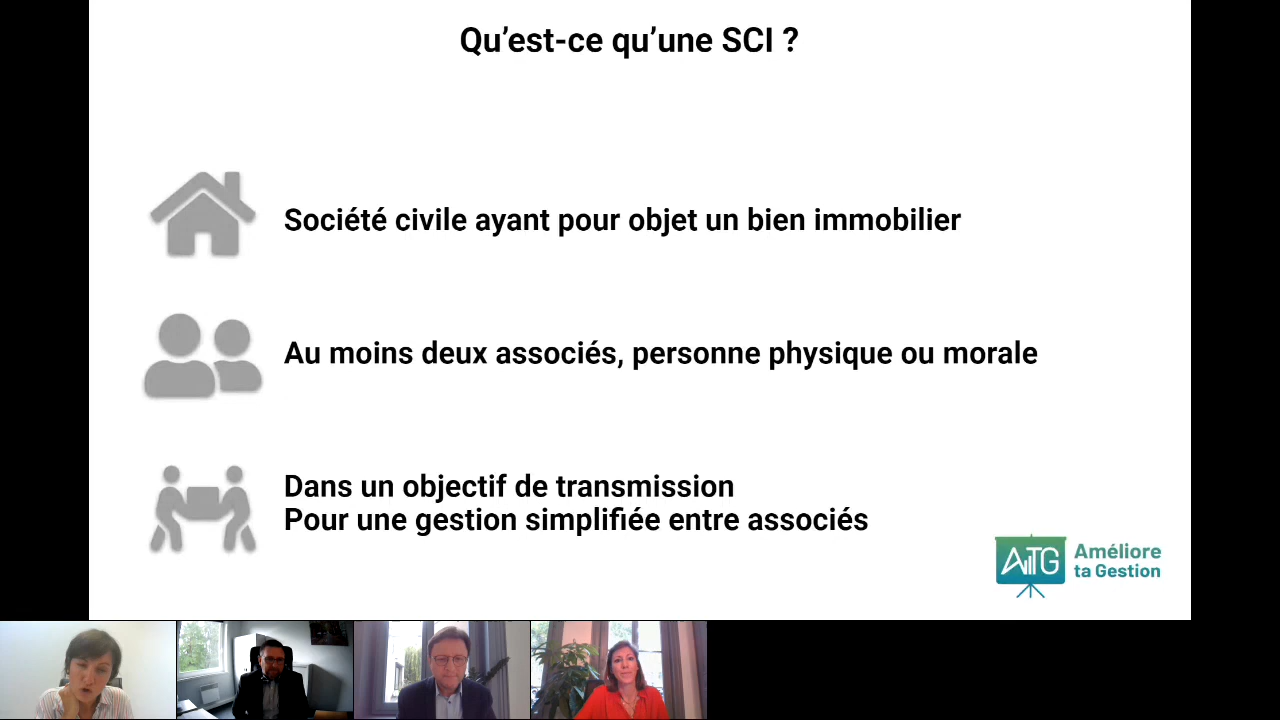 Qu’est-ce qu’une SCI ?
Société civile ayant pour objet un bien immobilier
Au moins deux associés, personne physique ou morale
Dans un objectif de transmission
Pour une gestion simplifiée entre associés
ATG
Améliore
ta Gestion